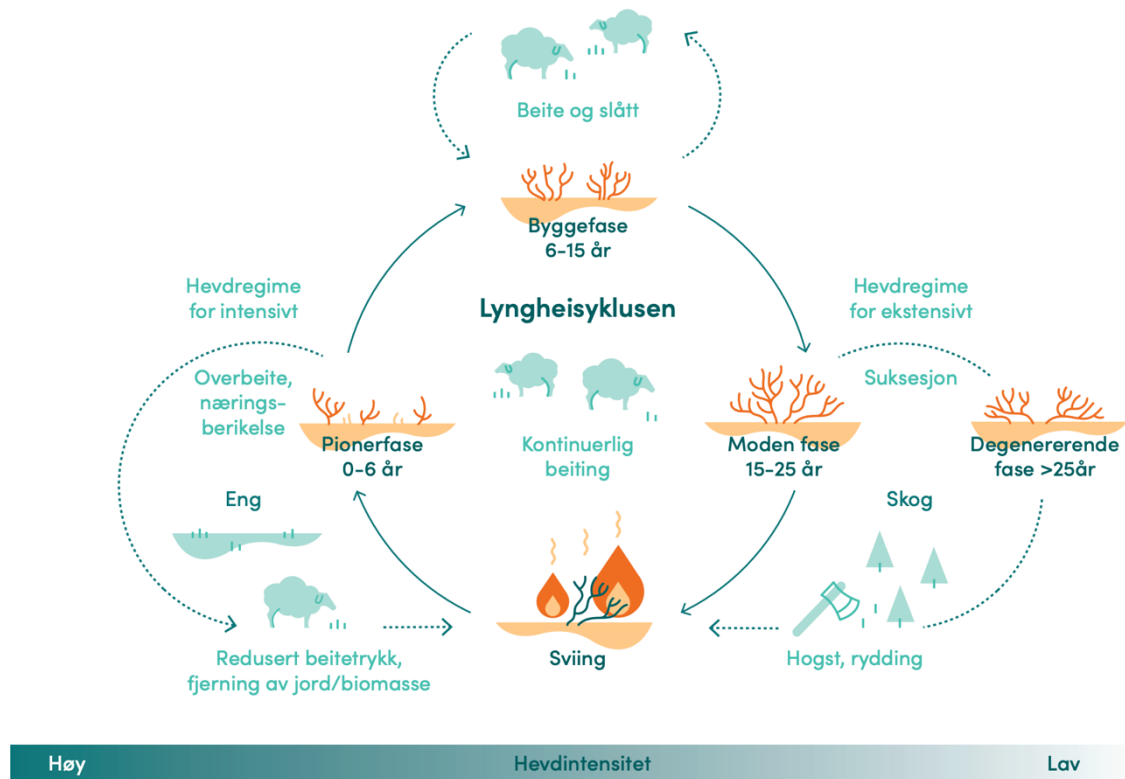 Beite og slått
Byggefase
6-15 år
Hevdregime
for intensivt
Lyngheisyklusen
Hevdregime
for ekstensivt
Overbeite,
nærings-
berikelse
Suksesjon
Pionerfase
0-6 år
Kontinuerlig
beiting
Moden fase
15-25 år
Degenererende
fase >25år
Eng
Skog
Redusert beitetrykk,
fjerning av jord/biomasse
Sviing
Hogst, rydding
Høy
Hevdintensitet
Lav